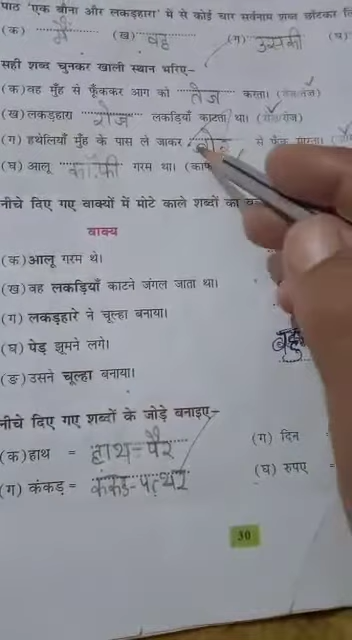 पाठ 'एक बौना और लकड़हारा' में से कोई चार सर्वनाम शब्द छाँटकर
(क) मैं (ख) वह (ग) उसकी (घ)
सही शब्द चुनकर खाली स्थान भरिए–
(क) वह मुँह से फूँककर आग को तेज करता।
(ख) लकड़हारा रोज लकड़ियाँ काटता था।
(ग) हथेलियाँ मुँह के पास ले जाकर से फूँक मारता।
(घ) आलू काफी गरम था। (काफी
नीचे दिए गए वाक्यों में मोटे काले शब्दों का
वाक्य
(क) आलू गरम थे।
(ख) वह लकड़ियाँ काटने जंगल जाता था।
(ग) लकड़हारे ने चूल्हा बनाया।
(घ) पेड़ झूमने लगे।
(ङ) उसने चूल्हा बनाया।
नीचे दिए गए शब्दों के जोड़े बनाइए–
(क) हाथ = हाथ-पैर (ग) दिन =
(ग) कंकड़ = कंकड-पत्थर (घ) रुपए =
30